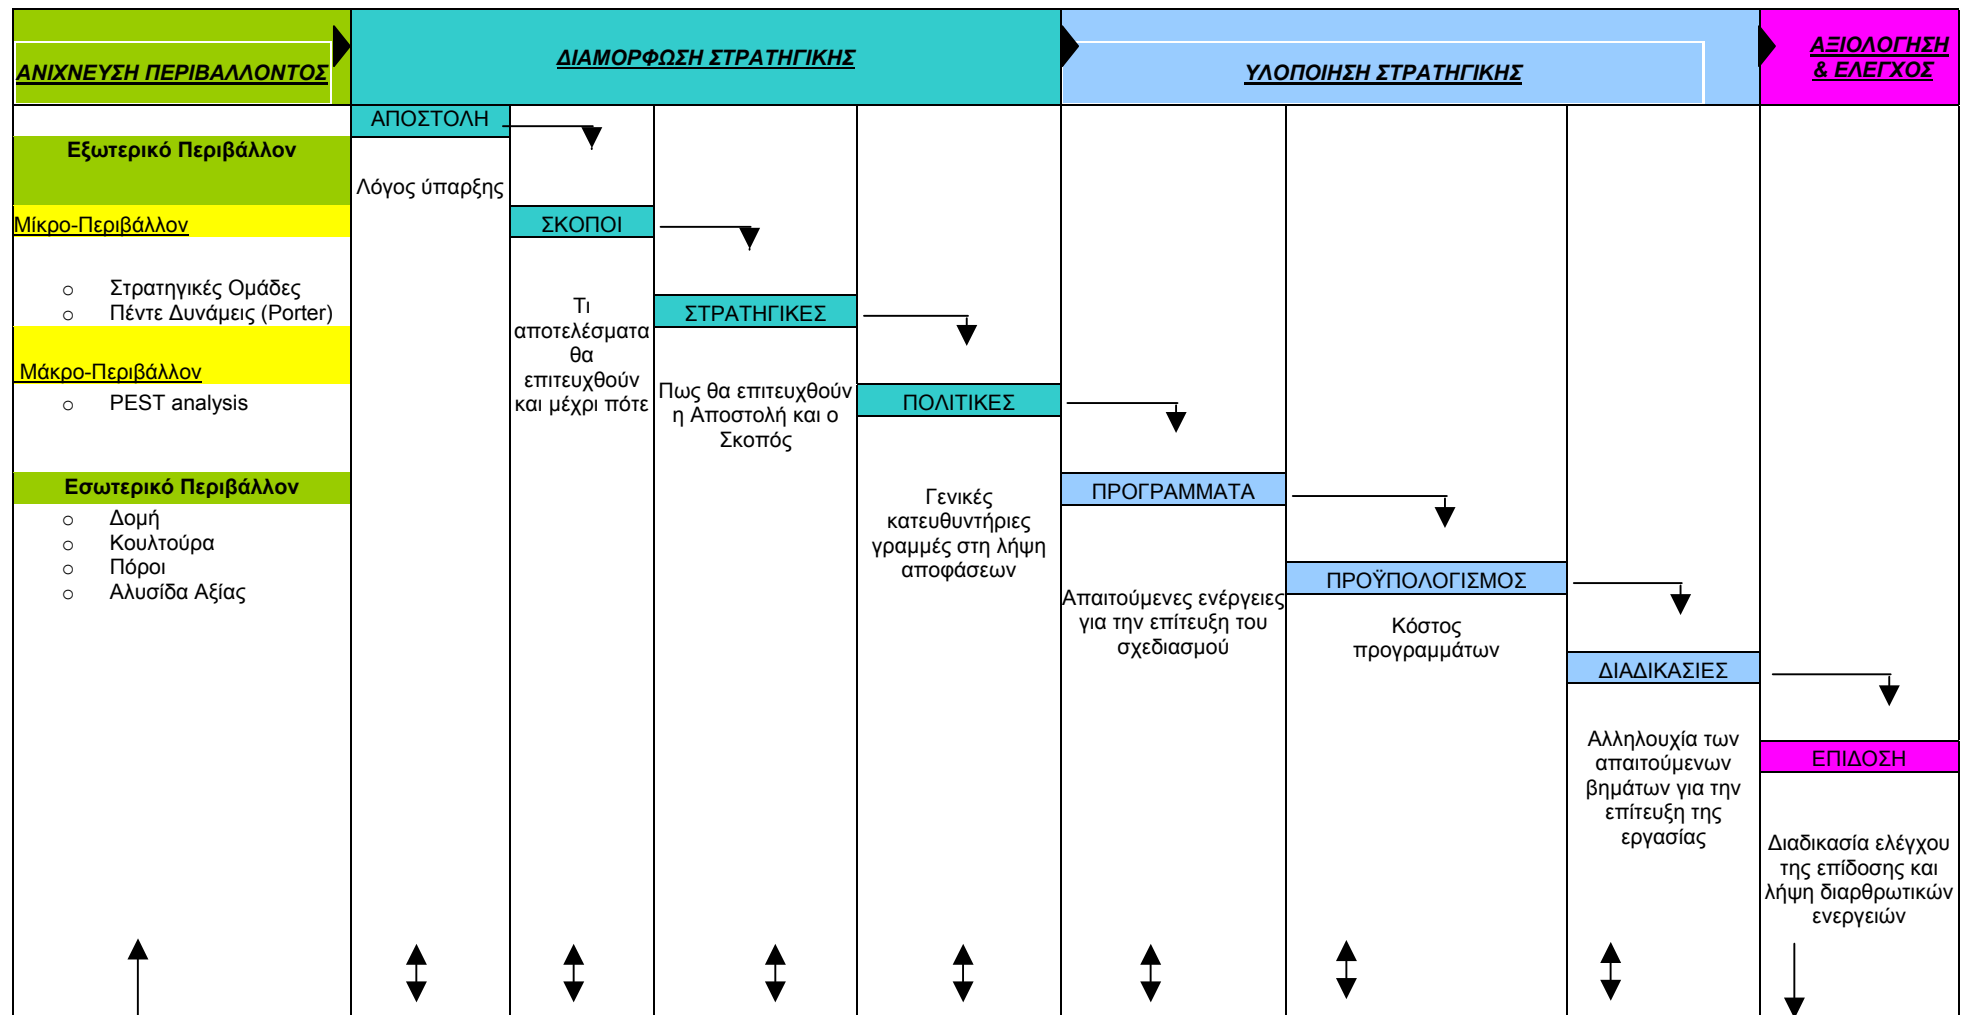 ΑΝΙΧΝΕΥΣΗ ΠΕΡΙΒΑΛΛΟΝΤΟΣ
ΔΙΑΜΟΡΦΩΣΗ ΣΤΡΑΤΗΓΙΚΗΣ
ΥΛΟΠΟΙΗΣΗ ΣΤΡΑΤΗΓΙΚΗΣ
ΑΞΙΟΛΟΓΗΣΗ
& ΕΛΕΓΧΟΣ
Εξωτερικό Περιβάλλον
Μίκρο-Περιβάλλον
o Στρατηγικές Ομάδες
o Πέντε Δυνάμεις (Porter)
Μάκρο-Περιβάλλον
o PEST analysis
Εσωτερικό Περιβάλλον
o Δομή
o Κουλτούρα
o Πόροι
o Αλυσίδα Αξίας
ΑΠΟΣΤΟΛΗ
Λόγος ύπαρξης
ΣΚΟΠΟΙ
Τι
αποτελέσματα
θα
επιτευχθούν
και μέχρι πότε
ΣΤΡΑΤΗΓΙΚΕΣ
Πως θα επιτευχθούν
η Αποστολή και ο
Σκοπός
ΠΟΛΙΤΙΚΕΣ
Γενικές
κατευθυντήριες
γραμμές στη λήψη
αποφάσεων
ΠΡΟΓΡΑΜΜΑΤΑ
Απαιτούμενες ενέργειες
για την επίτευξη του
σχεδιασμού
ΠΡΟΫΠΟΛΟΓΙΣΜΟΣ
Κόστος
προγραμμάτων
ΔΙΑΔΙΚΑΣΙΕΣ
Αλληλουχία των
απαιτούμενων
βημάτων για την
επίτευξη της
εργασίας
ΕΠΙΔΟΣΗ
Διαδικασία ελέγχου
της επίδοσης και
λήψη διαρθρωτικών
ενεργειών